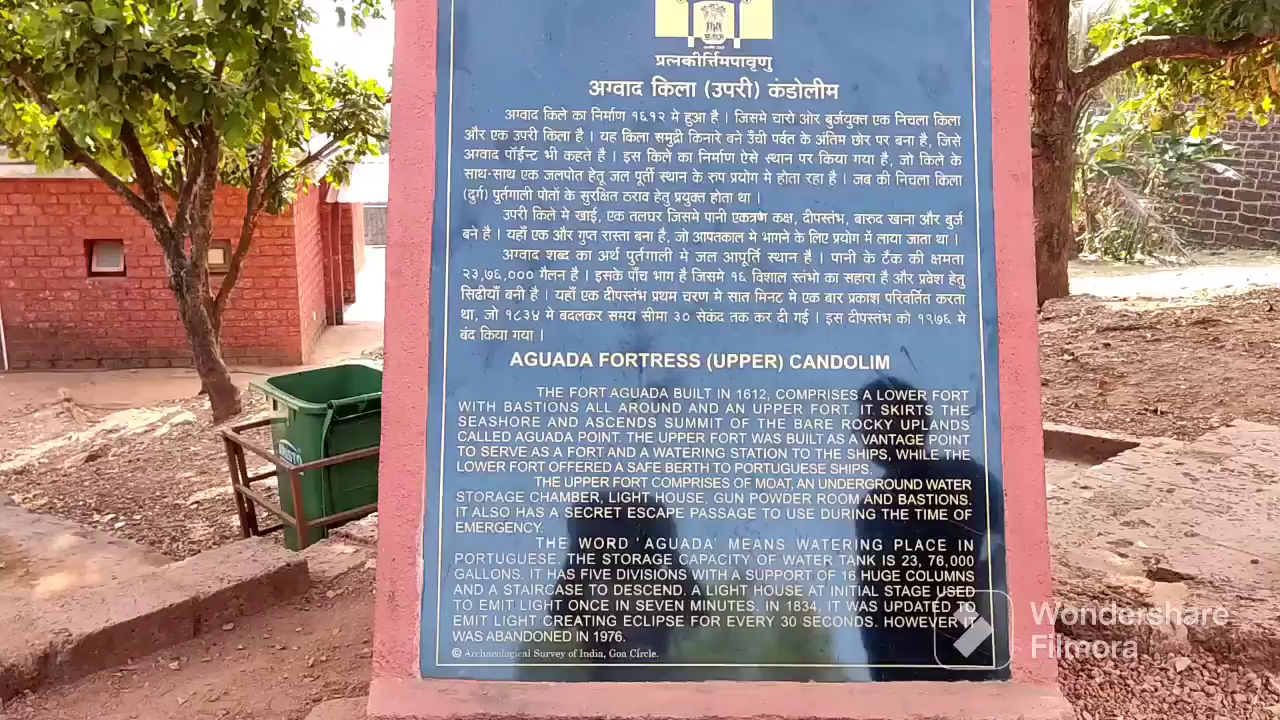 प्रत्नकीर्त्तिमपावृणु
अग्वाद किला (उपरी) कंडोलीम
अग्वाद किले का निर्माण १६१२ मे हुआ है । जिसमे चारो ओर बुर्जयुक्त एक निचला किला
और एक उपरी किला है । यह किला समुद्री किनारे बने उँची पर्वत के अंतिम छोर पर बना है, जिसे
अग्वाद पॉईन्ट भी कहते है । इस किले का निर्माण ऐसे स्थान पर किया गया है, जो किले के
साथ-साथ एक जलपोत हेतू जल पूर्ती स्थान के रुप प्रयोग मे होता रहा है । जब की निचला किला
(दुर्ग) पुर्तगाली पोतों के सुरक्षित ठराव हेतु प्रयुक्त होता था ।
उपरी किले मे खाई, एक तलघर जिसमे पानी एकत्रण कक्ष, दीपस्तंभ, बारुद खाना और बुर्ज
बने है । यहाँ एक और गुप्त रास्ता बना है, जो आपतकाल मे भागने के लिए प्रयोग में लाया जाता था ।
अग्वाद शब्द का अर्थ पुर्तगाली मे जल आपूर्ति स्थान है । पानी के टँक की क्षमता
२३,७६,००० गैलन है । इसके पाँच भाग है जिसमे १६ विशाल स्तंभो का सहारा है और प्रवेश हेतु
सिढीयाँ बनी है । यहाँ एक दीपस्तंभ प्रथम चरण मे सात मिनट मे एक बार प्रकाश परिवर्तित करता
था, जो १८३४ मे बदलकर समय सीमा ३० सेकंद तक कर दी गई । इस दीपस्तंभ को १९७६ मे
बंद किया गया ।
AGUADA FORTRESS (UPPER) CANDOLIM
THE FORT AGUADA BUILT IN 1612, COMPRISES A LOWER FORT
WITH BASTIONS ALL AROUND AND AN UPPER FORT. IT SKIRTS THE
SEASHORE AND ASCENDS SUMMIT OF THE BARE ROCKY UPLANDS
CALLED AGUADA POINT. THE UPPER FORT WAS BUILT AS A VANTAGE POINT
TO SERVE AS A FORT AND A WATERING STATION TO THE SHIPS, WHILE THE
LOWER FORT OFFERED A SAFE BERTH TO PORTUGUESE SHIPS.
THE UPPER FORT COMPRISES OF MOAT, AN UNDERGROUND WATER
STORAGE CHAMBER, LIGHT HOUSE, GUN POWDER ROOM AND BASTIONS.
IT ALSO HAS A SECRET ESCAPE PASSAGE TO USE DURING THE TIME OF
EMERGENCY.
THE WORD 'AGUADA' MEANS WATERING PLACE IN
PORTUGUESE. THE STORAGE CAPACITY OF WATER TANK IS 23, 76,000
GALLONS. IT HAS FIVE DIVISIONS WITH A SUPPORT OF 16 HUGE COLUMNS
AND A STAIRCASE TO DESCEND. A LIGHT HOUSE AT INITIAL STAGE USED
TO EMIT LIGHT ONCE IN SEVEN MINUTES. IN 1834, IT WAS UPDATED TO
EMIT LIGHT CREATING ECLIPSE FOR EVERY 30 SECONDS. HOWEVER IT
WAS ABANDONED IN 1976.
© Archaeological Survey of India, Goa Circle.
Wondershare
Filmora